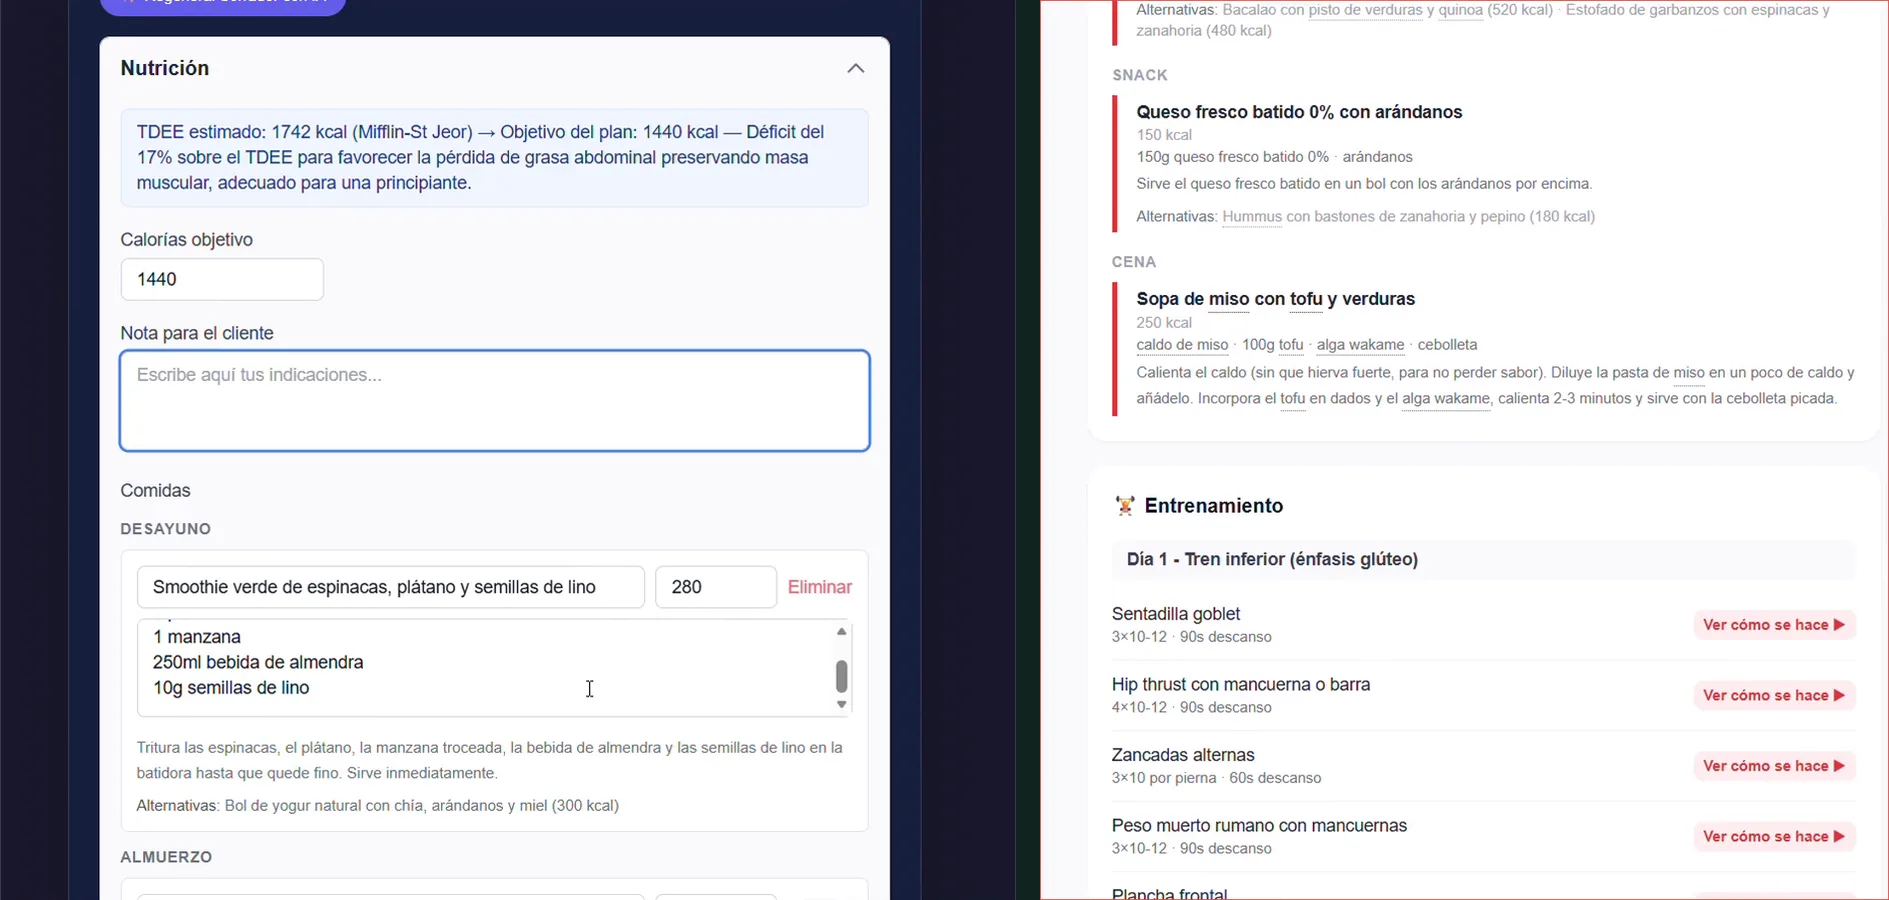 Nutrición
TDEE estimado: 1742 kcal (Mifflin-St Jeor) → Objetivo del plan: 1440 kcal — Déficit del
17% sobre el TDEE para favorecer la pérdida de grasa abdominal preservando masa
muscular, adecuado para una principiante.
Calorías objetivo
1440
Nota para el cliente
Escribe aquí tus indicaciones...
Comidas
DESAYUNO
Smoothie verde de espinacas, plátano y semillas de lino
280
Eliminar
1 manzana
250ml bebida de almendra
10g semillas de lino
Tritura las espinacas, el plátano, la manzana troceada, la bebida de almendra y las semillas de lino en la
batidora hasta que quede fino. Sirve inmediatamente.
Alternativas: Bol de yogur natural con chía, arándanos y miel (300 kcal)
ALMUERZO
Alternativas: Bacalao con pisto de verduras y quinoa (520 kcal) · Estofado de garbanzos con espinacas y
zanahoria (480 kcal)
SNACK
Queso fresco batido 0% con arándanos
150 kcal
150g queso fresco batido 0% · arándanos
Sirve el queso fresco batido en un bol con los arándanos por encima.
Alternativas: Hummus con bastones de zanahoria y pepino (180 kcal)
CENA
Sopa de miso con tofu y verduras
250 kcal
caldo de miso · 100g tofu · alga wakame · cebolleta
Calienta el caldo (sin que hierva fuerte, para no perder sabor). Diluye la pasta de miso en un poco de caldo y
añádelo. Incorpora el tofu en dados y el alga wakame, calienta 2-3 minutos y sirve con la cebolleta picada.
Entrenamiento
Día 1 - Tren inferior (énfasis glúteo)
Sentadilla goblet
3×10-12 · 90s descanso
Ver cómo se hace ▶
Hip thrust con mancuerna o barra
4×10-12 · 90s descanso
Ver cómo se hace ▶
Zancadas alternas
3×10 por pierna · 60s descanso
Ver cómo se hace ▶
Peso muerto rumano con mancuernas
3×10-12 · 90s descanso
Ver cómo se hace ▶
Plancha frontal